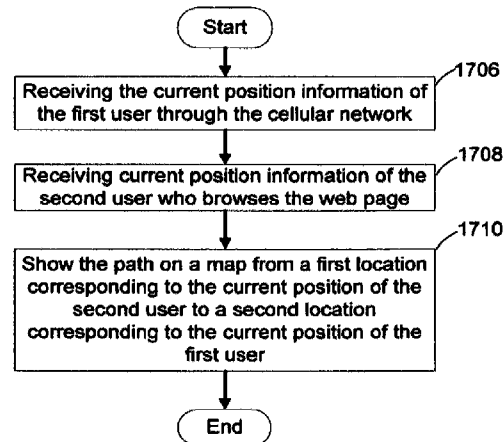 Start
1706
Receiving the current position information of
the first user through the cellular network
1708
Receiving current position information of the
second user who browses the web page
1710
Show the path on a map from a first location
corresponding to the current position of the
second user to a second location
corresponding to the current position of the
first user
End